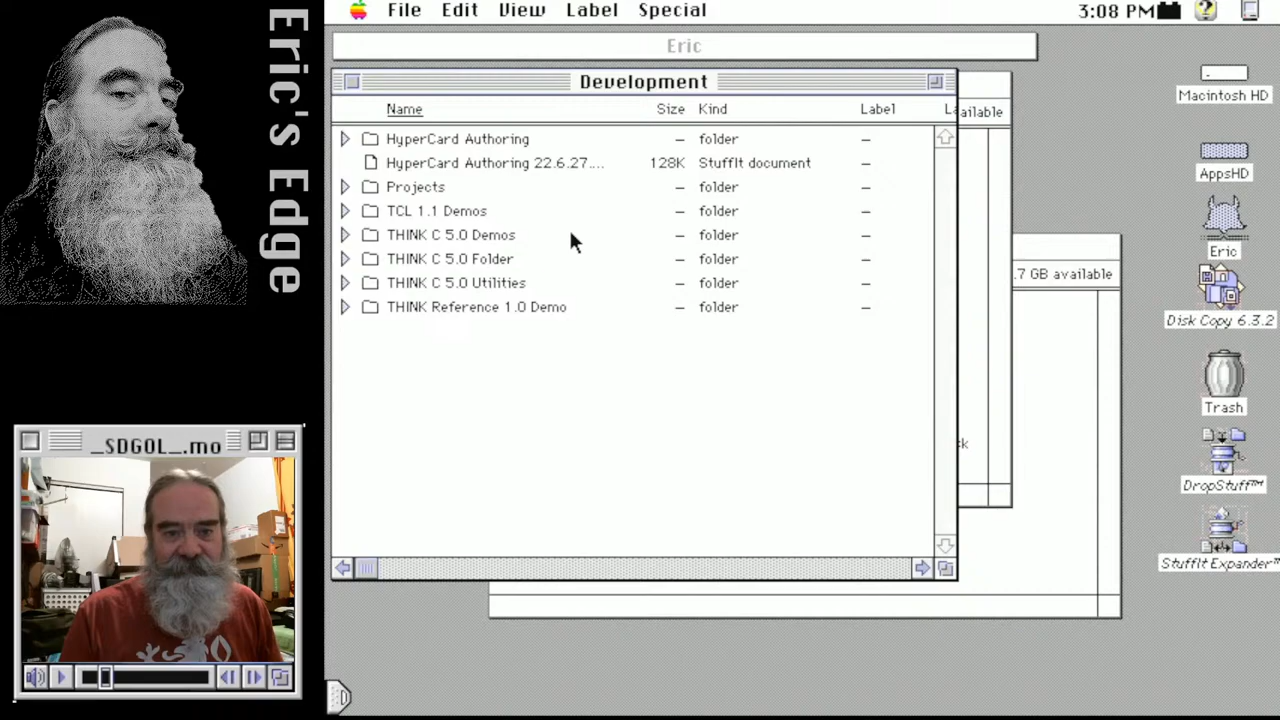 Eric's Edge
File Edit View Label Special
3:08 PM
Eric
Development
Name Size Kind Label
available
HyperCard Authoring – folder –
HyperCard Authoring 22.6.27.... 128K StuffIt document –
Projects – folder –
TCL 1.1 Demos – folder –
THINK C 5.0 Demos – folder –
THINK C 5.0 Folder – folder –
THINK C 5.0 Utilities – folder –
THINK Reference 1.0 Demo – folder –
.7 GB available
Macintosh HD
AppsHD
Eric
Disk Copy 6.3.2
Trash
DropStuff™
StuffIt Expander™
_SDGOL_.mo